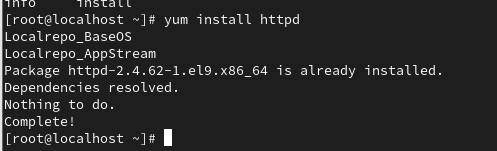 info     install
[root@localhost ~]# yum install httpd
Localrepo_BaseOS
Localrepo_AppStream
Package httpd-2.4.62-1.el9.x86_64 is already installed.
Dependencies resolved.
Nothing to do.
Complete!
[root@localhost ~]#